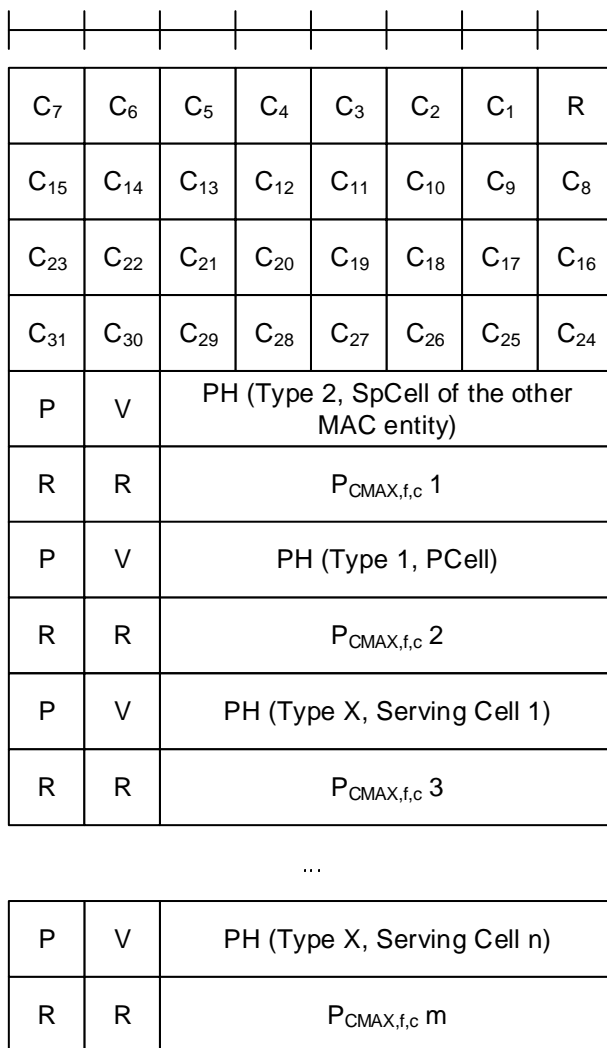 C7 C6 C5 C4 C3 C2 C1 R
C15 C14 C13 C12 C11 C10 C9 C8
C23 C22 C21 C20 C19 C18 C17 C16
C31 C30 C29 C28 C27 C26 C25 C24
P V PH (Type 2, SpCell of the other
MAC entity)
R R PCMAX,f,c 1
P V PH (Type 1, PCell)
R R PCMAX,f,c 2
P V PH (Type X, Serving Cell 1)
R R PCMAX,f,c 3
...
P V PH (Type X, Serving Cell n)
R R PCMAX,f,c m